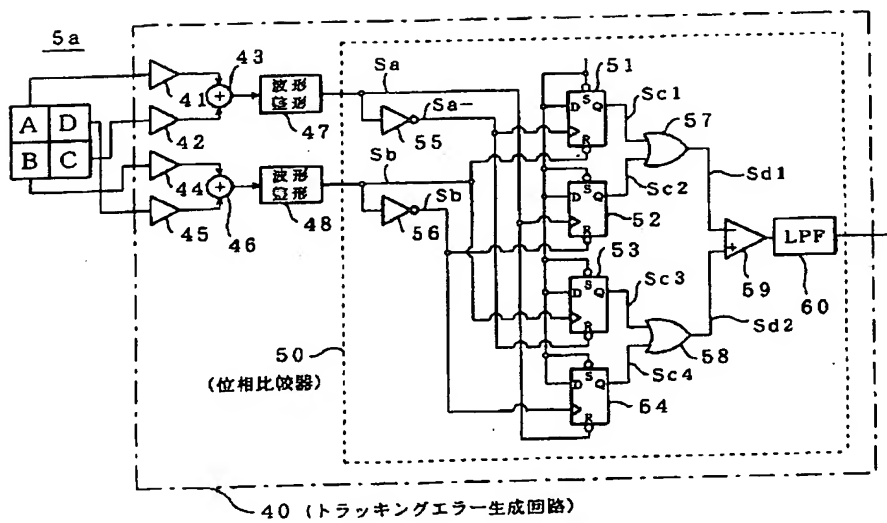 5a
A D
B C
41
42
43
44
45
46
波形
整形
47
波形
整形
48
Sa
Sa-
55
Sb
Sb
56
51
S
D Q
R
Sc1
Sc2
S
D Q
R
52
53
S
D Q
R
Sc3
Sc4
S
D Q
R
54
57
58
Sd1
Sd2
59
LPF
60
50
(位相比較器)
40 (トラッキングエラー生成回路)